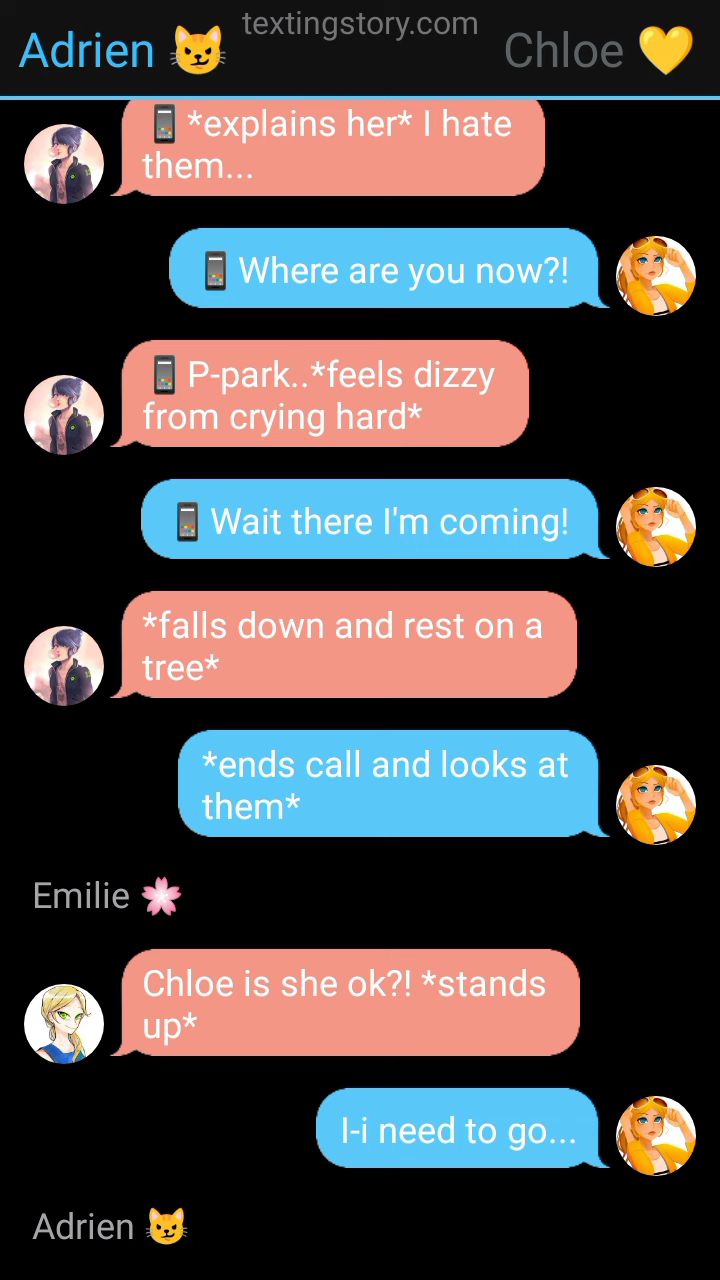 textingstory.com
Adrien 😼
Chloe 💛
📱*explains her* I hate
them...
📱Where are you now?!
📱P-park..*feels dizzy
from crying hard*
📱Wait there I'm coming!
*falls down and rest on a
tree*
*ends call and looks at
them*
Emilie 🌸
Chloe is she ok?! *stands
up*
I-i need to go...
Adrien 😼